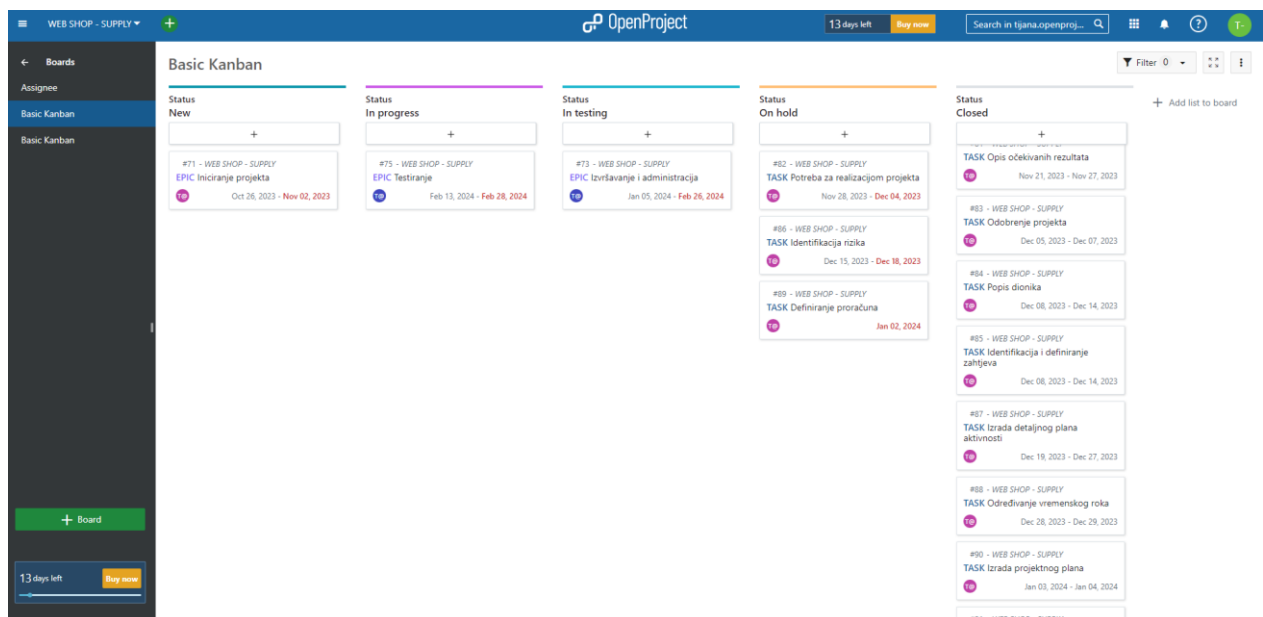 WEB SHOP - SUPPLY
OpenProject
13 days left
Buy now
Search in tijana.openproj...
T-
Boards
Assignee
Basic Kanban
Basic Kanban
+ Board
13 days left
Buy now
Basic Kanban
Filter 0
Status
New
+
#71 - WEB SHOP - SUPPLY
EPIC Iniciranje projekta
T@
Oct 26, 2023 - Nov 02, 2023
Status
In progress
+
#75 - WEB SHOP - SUPPLY
EPIC Testiranje
T@
Feb 13, 2024 - Feb 28, 2024
Status
In testing
+
#73 - WEB SHOP - SUPPLY
EPIC Izvršavanje i administracija
T@
Jan 05, 2024 - Feb 26, 2024
Status
On hold
+
#82 - WEB SHOP - SUPPLY
TASK Potreba za realizacijom projekta
T@
Nov 28, 2023 - Dec 04, 2023
#86 - WEB SHOP - SUPPLY
TASK Identifikacija rizika
T@
Dec 15, 2023 - Dec 18, 2023
#89 - WEB SHOP - SUPPLY
TASK Definiranje proračuna
T@
Jan 02, 2024
Status
Closed
+
TASK Opis očekivanih rezultata
T@
Nov 21, 2023 - Nov 27, 2023
#83 - WEB SHOP - SUPPLY
TASK Odobrenje projekta
T@
Dec 05, 2023 - Dec 07, 2023
#84 - WEB SHOP - SUPPLY
TASK Popis dionika
T@
Dec 08, 2023 - Dec 14, 2023
#85 - WEB SHOP - SUPPLY
TASK Identifikacija i definiranje
zahtjeva
T@
Dec 08, 2023 - Dec 14, 2023
#87 - WEB SHOP - SUPPLY
TASK Izrada detaljnog plana
aktivnosti
T@
Dec 19, 2023 - Dec 27, 2023
#88 - WEB SHOP - SUPPLY
TASK Određivanje vremenskog roka
T@
Dec 28, 2023 - Dec 29, 2023
#90 - WEB SHOP - SUPPLY
TASK Izrada projektnog plana
T@
Jan 03, 2024 - Jan 04, 2024
+ Add list to board